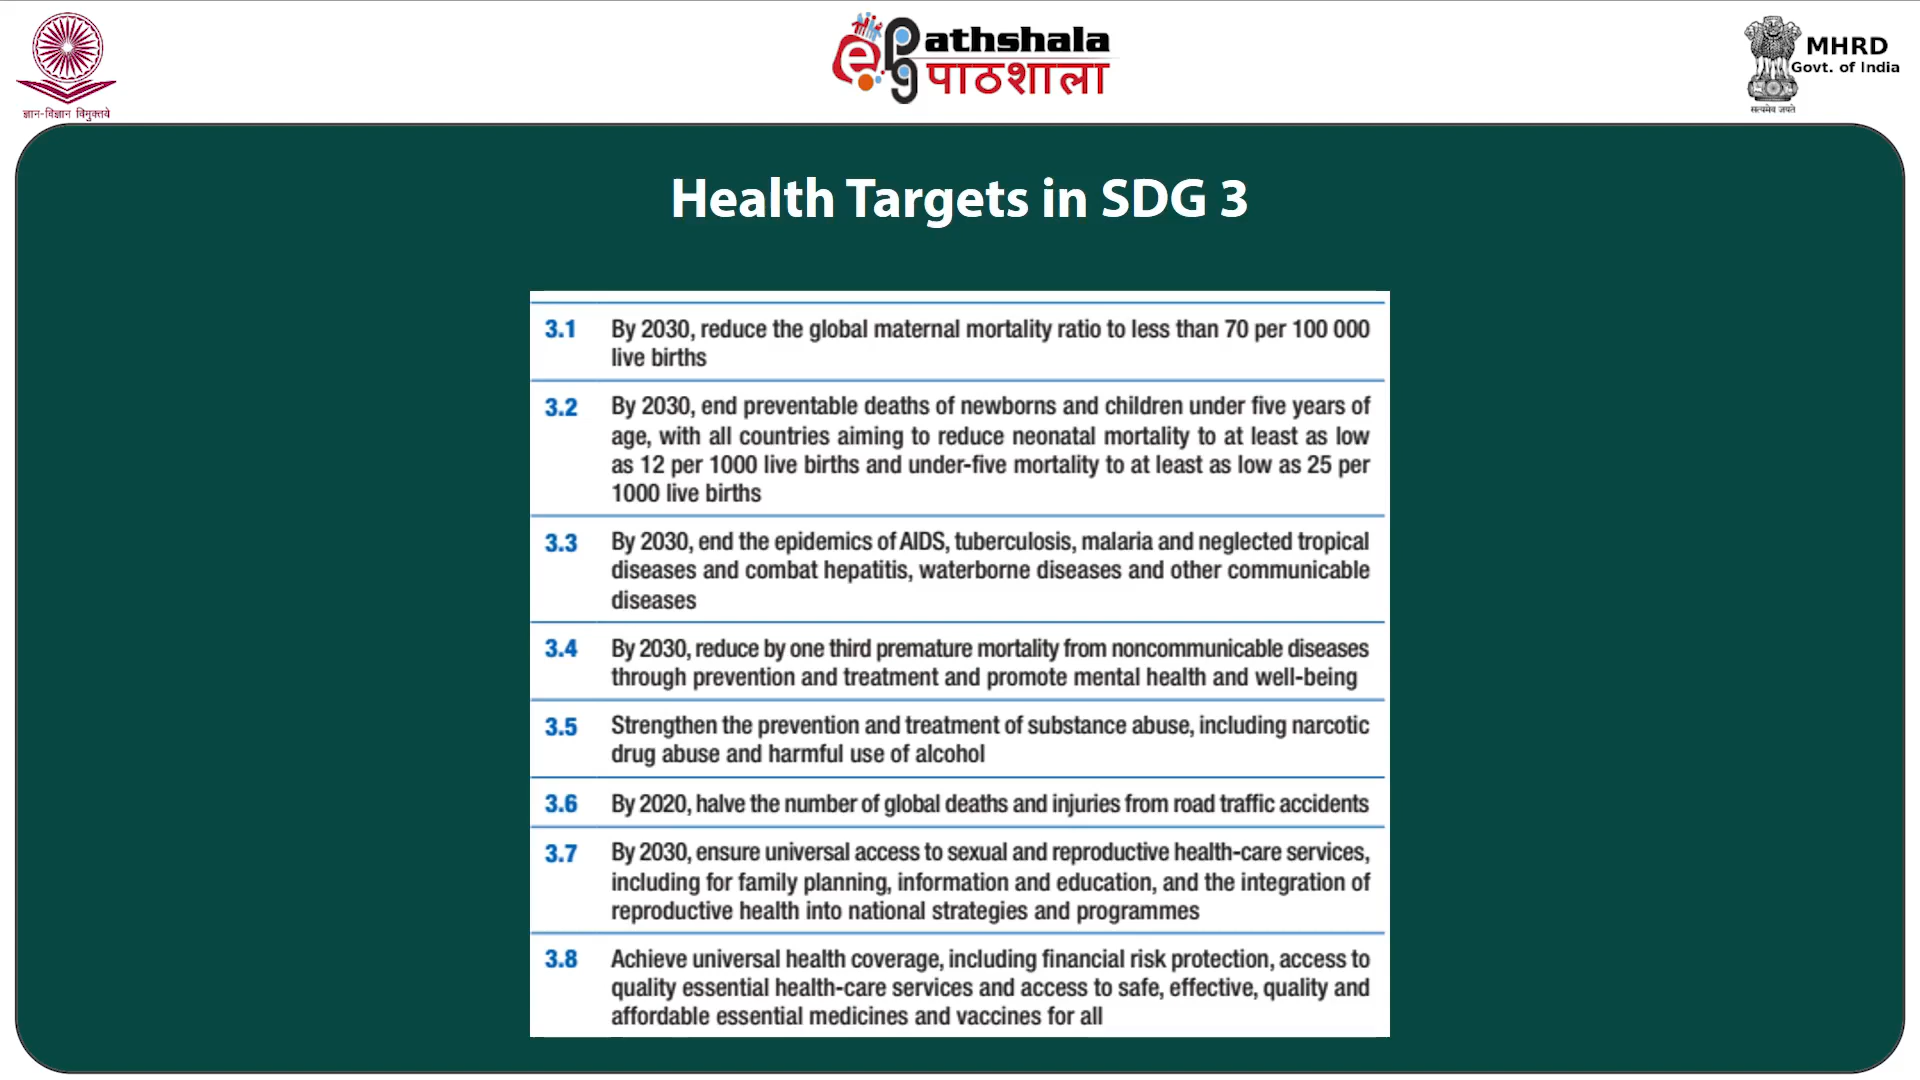 ज्ञान-विज्ञान विमुक्तये
ePathshala
पाठशाला
MHRD
Govt. of India
सत्यमेव जयते
Health Targets in SDG 3
3.1 By 2030, reduce the global maternal mortality ratio to less than 70 per 100 000
live births
3.2 By 2030, end preventable deaths of newborns and children under five years of
age, with all countries aiming to reduce neonatal mortality to at least as low
as 12 per 1000 live births and under-five mortality to at least as low as 25 per
1000 live births
3.3 By 2030, end the epidemics of AIDS, tuberculosis, malaria and neglected tropical
diseases and combat hepatitis, waterborne diseases and other communicable
diseases
3.4 By 2030, reduce by one third premature mortality from noncommunicable diseases
through prevention and treatment and promote mental health and well-being
3.5 Strengthen the prevention and treatment of substance abuse, including narcotic
drug abuse and harmful use of alcohol
3.6 By 2020, halve the number of global deaths and injuries from road traffic accidents
3.7 By 2030, ensure universal access to sexual and reproductive health-care services,
including for family planning, information and education, and the integration of
reproductive health into national strategies and programmes
3.8 Achieve universal health coverage, including financial risk protection, access to
quality essential health-care services and access to safe, effective, quality and
affordable essential medicines and vaccines for all